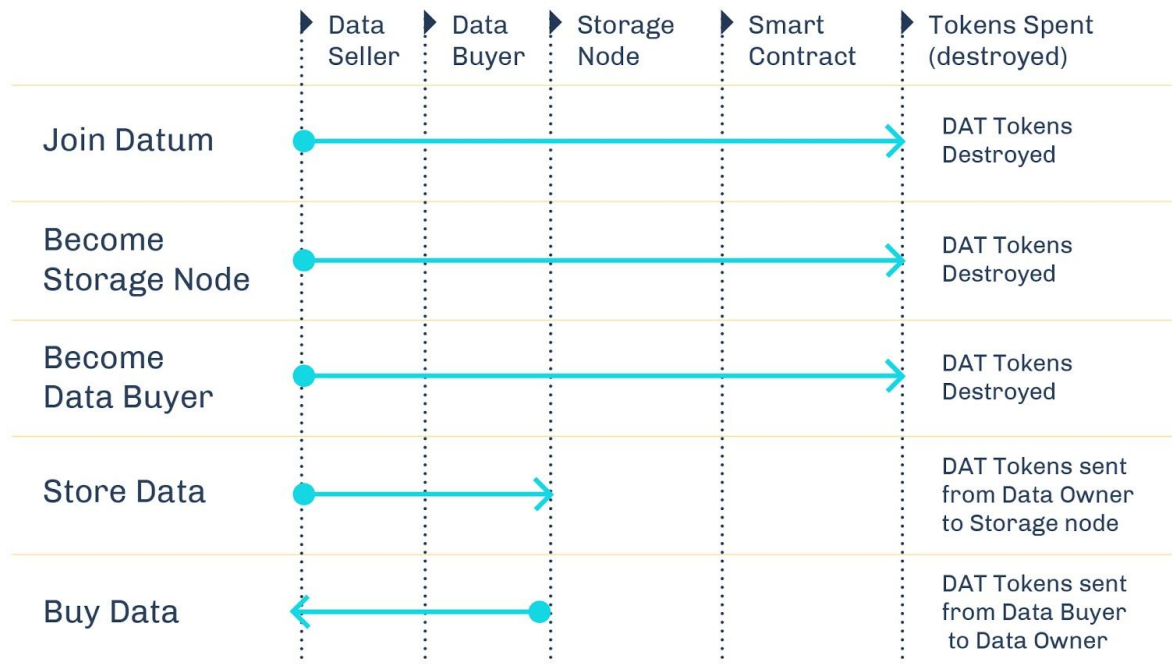 Data
Seller
Data
Buyer
Storage
Node
Smart
Contract
Tokens Spent
(destroyed)
Join Datum
DAT Tokens
Destroyed
Become
Storage Node
DAT Tokens
Destroyed
Become
Data Buyer
DAT Tokens
Destroyed
Store Data
DAT Tokens sent
from Data Owner
to Storage node
Buy Data
DAT Tokens sent
from Data Buyer
to Data Owner